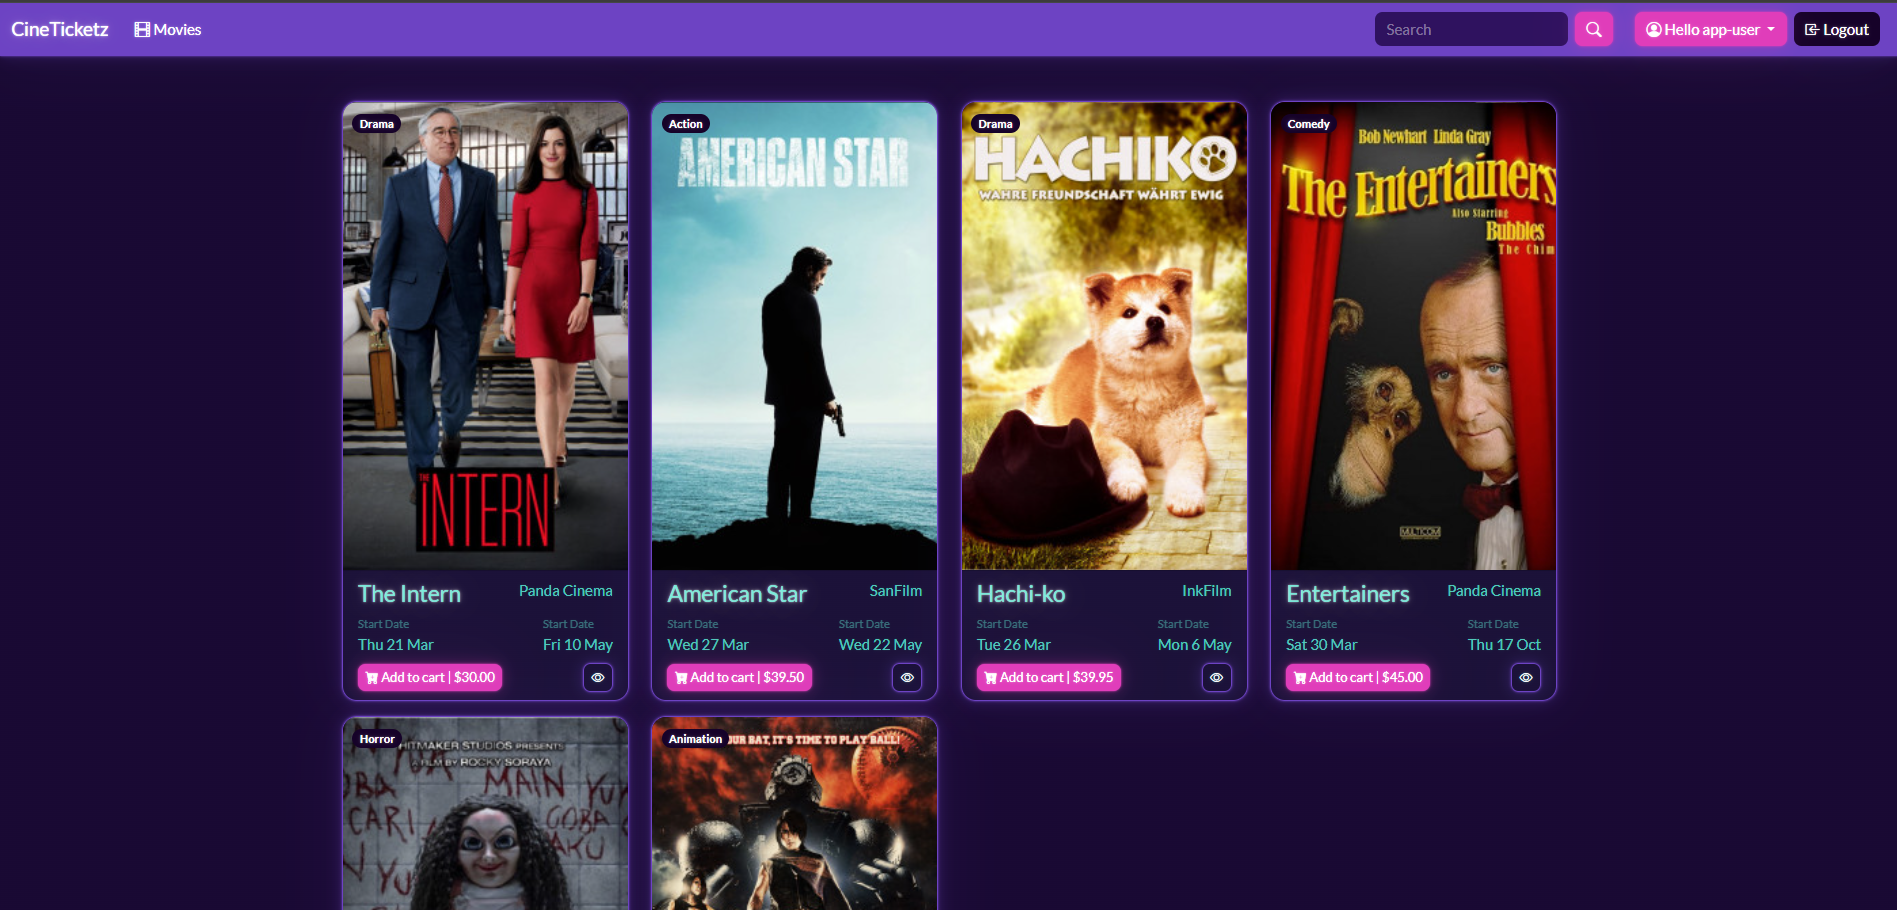 CineTicketz
Movies
Search
Hello app-user
Logout
Drama
THE
INTERN
The Intern
Panda Cinema
Start Date
Start Date
Thu 21 Mar
Fri 10 May
Add to cart | $30.00
Action
AMERICAN STAR
American Star
SanFilm
Start Date
Start Date
Wed 27 Mar
Wed 22 May
Add to cart | $39.50
Drama
HACHIKO
WAHRE FREUNDSCHAFT WÄHRT EWIG
Hachi-ko
InkFilm
Start Date
Start Date
Tue 26 Mar
Mon 6 May
Add to cart | $39.95
Comedy
Bob Newhart Linda Gray
The Entertainers
Also Starring
Bubbles
The Chim
MULTICOM
Entertainers
Panda Cinema
Start Date
Start Date
Sat 30 Mar
Thu 17 Oct
Add to cart | $45.00
Horror
HITMAKER STUDIOS PRESENTS
A FILM BY ROCKY SORAYA
MAIN
CARI
GOBA
Animation
OUR BAT, IT'S TIME TO PLAY BALL!